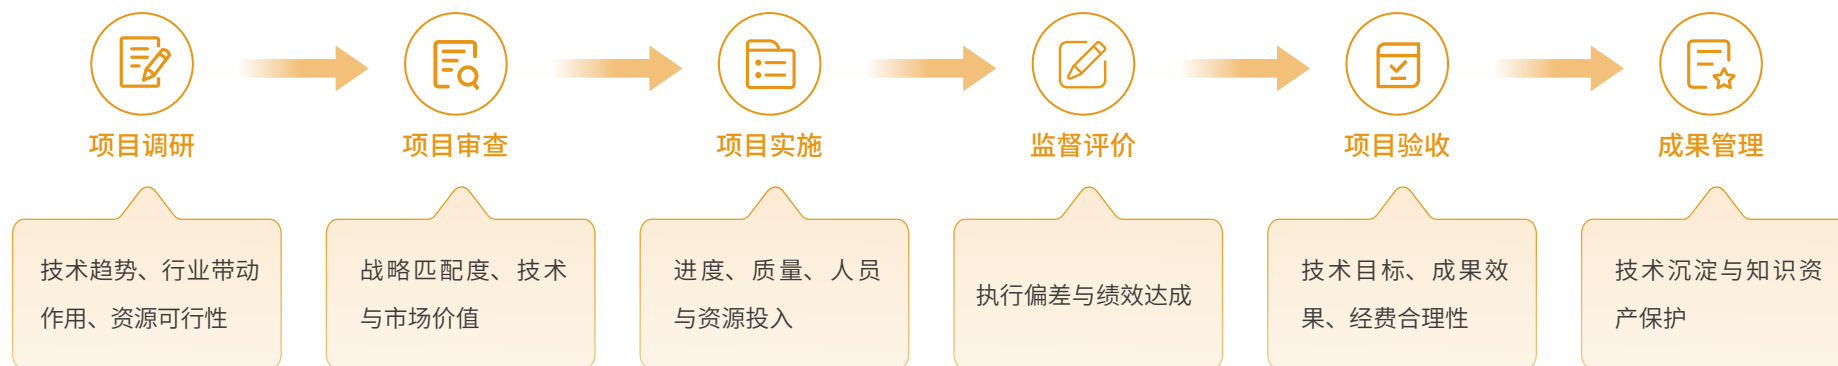 项目调研
项目审查
项目实施
监督评价
项目验收
成果管理
技术趋势、行业带动
作用、资源可行性
战略匹配度、技术
与市场价值
进度、质量、人员
与资源投入
执行偏差与绩效达成
技术目标、成果效
果、经费合理性
技术沉淀与知识资
产保护